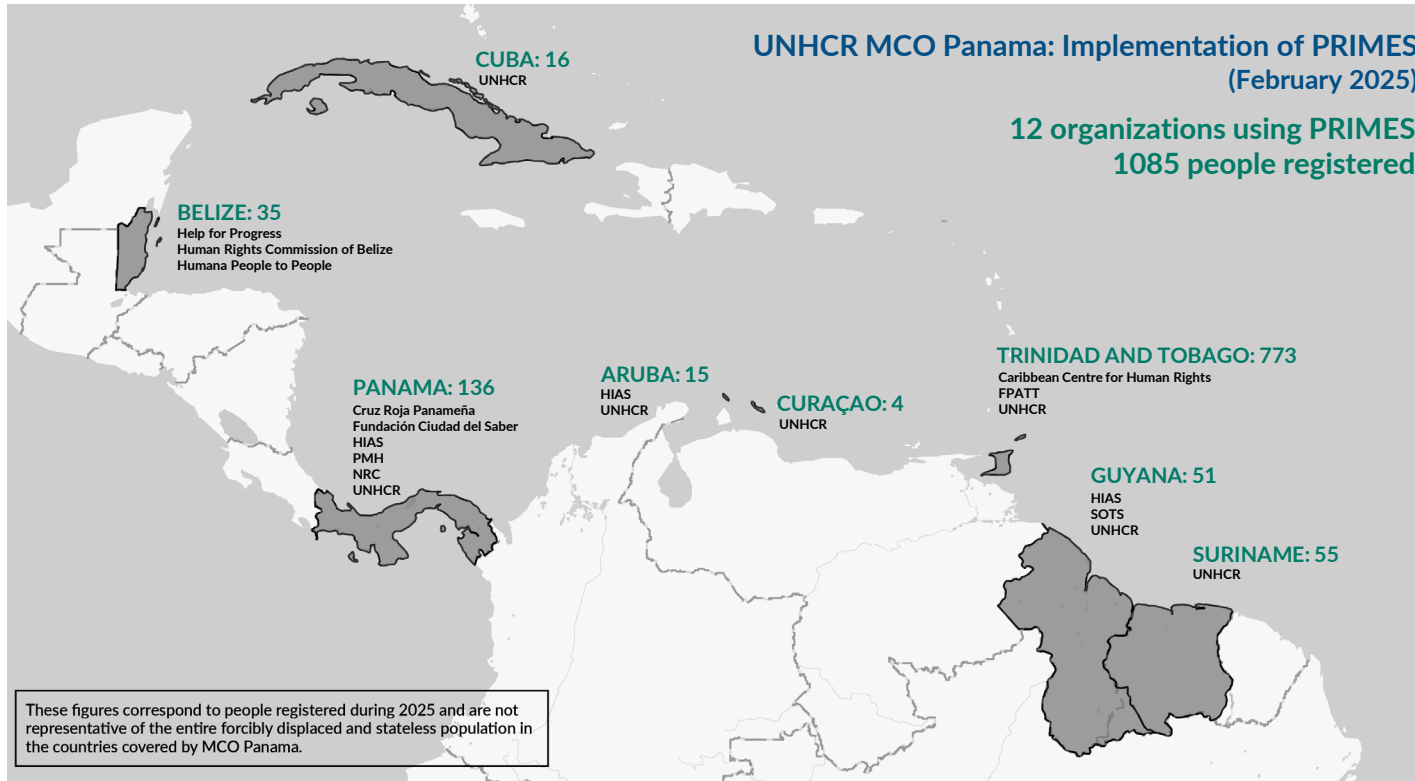 UNHCR MCO Panama: Implementation of PRIMES
(February 2025)
12 organizations using PRIMES
1085 people registered
CUBA: 16
UNHCR
BELIZE: 35
Help for Progress
Human Rights Commission of Belize
Humana People to People
PANAMA: 136
Cruz Roja Panameña
Fundación Ciudad del Saber
HIAS
PMH
NRC
UNHCR
ARUBA: 15
HIAS
UNHCR
CURAÇAO: 4
UNHCR
TRINIDAD AND TOBAGO: 773
Caribbean Centre for Human Rights
FPATT
UNHCR
GUYANA: 51
HIAS
SOTS
UNHCR
SURINAME: 55
UNHCR
These figures correspond to people registered during 2025 and are not
representative of the entire forcibly displaced and stateless population in
the countries covered by MCO Panama.